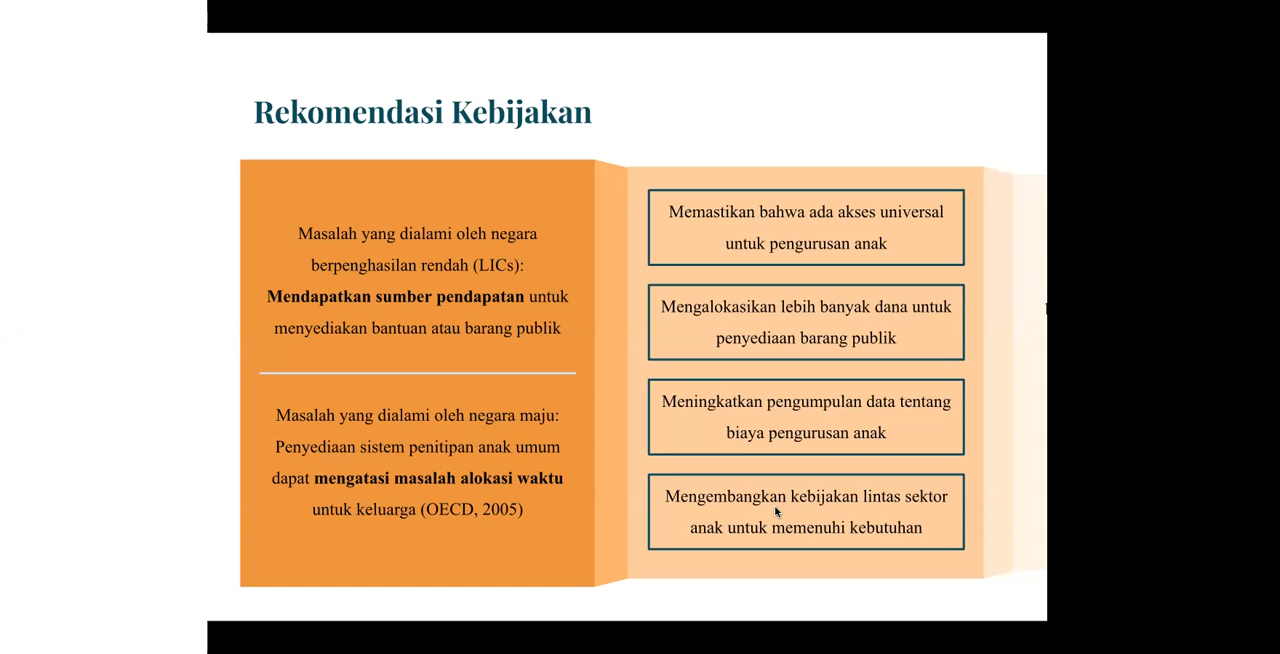 Rekomendasi Kebijakan
Masalah yang dialami oleh negara
berpenghasilan rendah (LICs):
Mendapatkan sumber pendapatan untuk
menyediakan bantuan atau barang publik
Masalah yang dialami oleh negara maju:
Penyediaan sistem penitipan anak umum
dapat mengatasi masalah alokasi waktu
untuk keluarga (OECD, 2005)
Memastikan bahwa ada akses universal
untuk pengurusan anak
Mengalokasikan lebih banyak dana untuk
penyediaan barang publik
Meningkatkan pengumpulan data tentang
biaya pengurusan anak
Mengembangkan kebijakan lintas sektor
anak untuk memenuhi kebutuhan